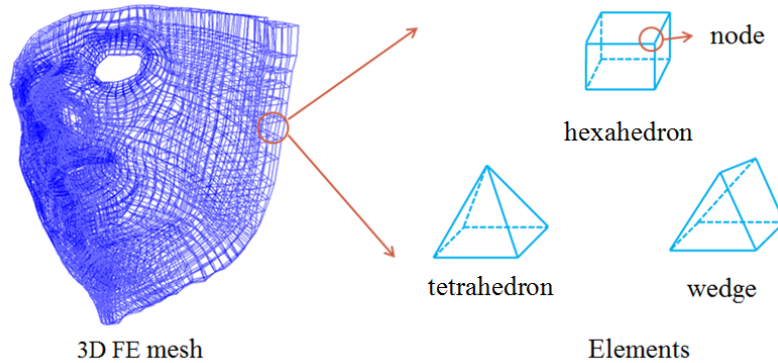 node
hexahedron
tetrahedron
wedge
3D FE mesh
Elements